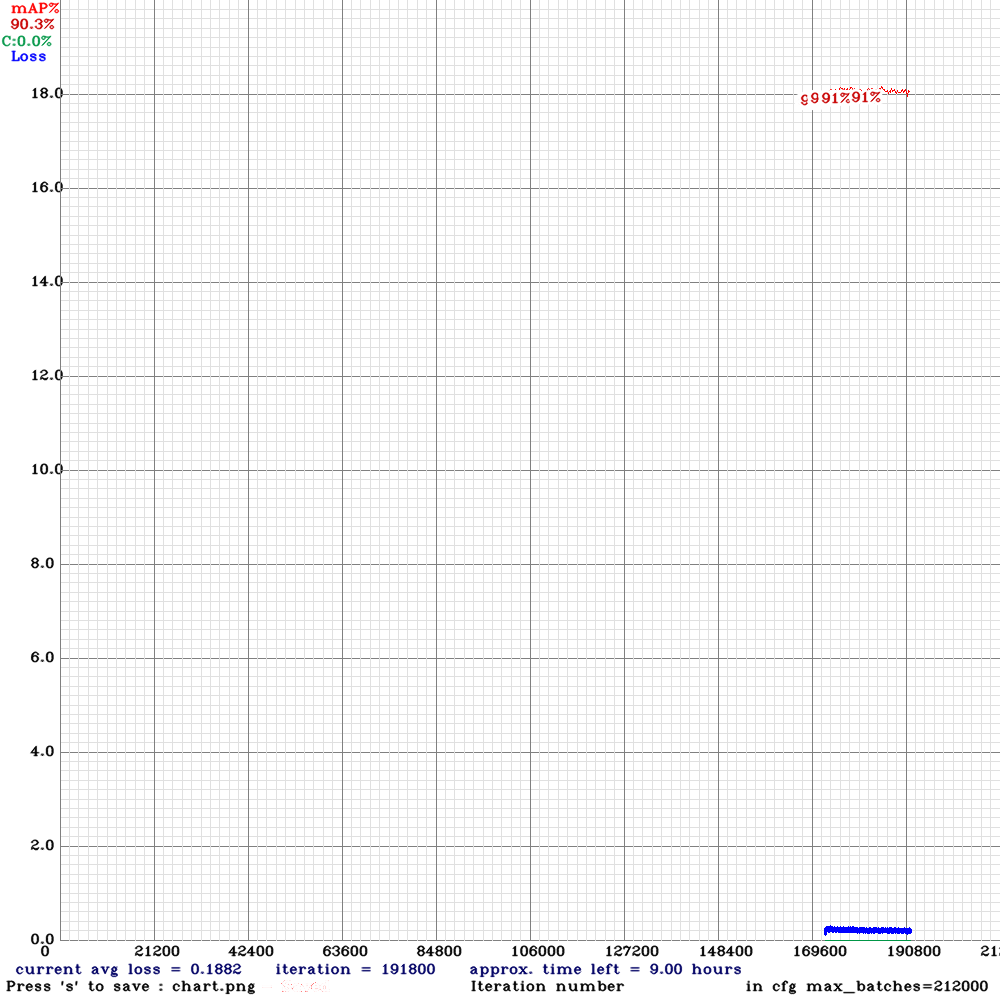 mAP%
90.3%
C:0.0%
Loss
18.0
91%91%
16.0
14.0
12.0
10.0
8.0
6.0
4.0
2.0
0.0
0 21200 42400 63600 84800 106000 127200 148400 169600 190800
current avg loss = 0.1882 iteration = 191800 approx. time left = 9.00 hours
Press 's' to save : chart.png Iteration number in cfg max_batches=212000